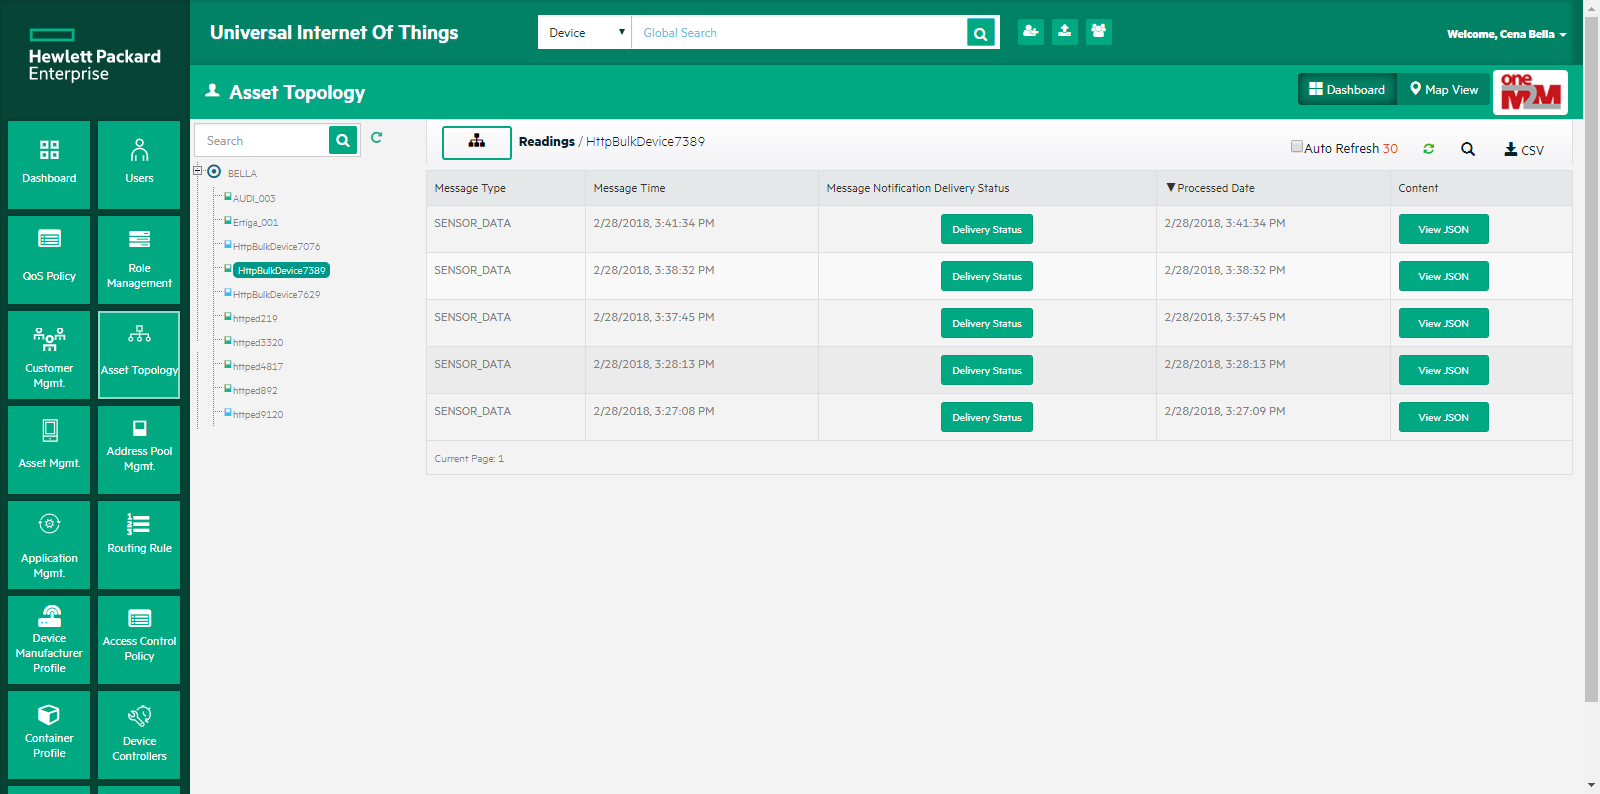 Hewlett Packard
Enterprise
Universal Internet Of Things
Device
Global Search
Welcome, Cena Bella
Asset Topology
Dashboard
Map View
one
M2M
Dashboard
Users
QoS Policy
Role
Management
Customer
Mgmt.
Asset Topology
Asset Mgmt.
Address Pool
Mgmt.
Application
Mgmt.
1
2
3
Routing Rule
Device
Manufacturer
Profile
Access Control
Policy
Container
Profile
Device
Controllers
Search
BELLA
AUDI_003
Ertiga_001
HttpBulkDevice7076
HttpBulkDevice7389
HttpBulkDevice7629
httped219
httped3320
httped4817
httped892
httped9120
Readings / HttpBulkDevice7389
Auto Refresh 30
CSV
Message Type Message Time Message Notification Delivery Status ▼Processed Date Content
SENSOR_DATA 2/28/2018, 3:41:34 PM Delivery Status 2/28/2018, 3:41:34 PM View JSON
SENSOR_DATA 2/28/2018, 3:38:32 PM Delivery Status 2/28/2018, 3:38:32 PM View JSON
SENSOR_DATA 2/28/2018, 3:37:45 PM Delivery Status 2/28/2018, 3:37:45 PM View JSON
SENSOR_DATA 2/28/2018, 3:28:13 PM Delivery Status 2/28/2018, 3:28:13 PM View JSON
SENSOR_DATA 2/28/2018, 3:27:08 PM Delivery Status 2/28/2018, 3:27:09 PM View JSON
Current Page: 1